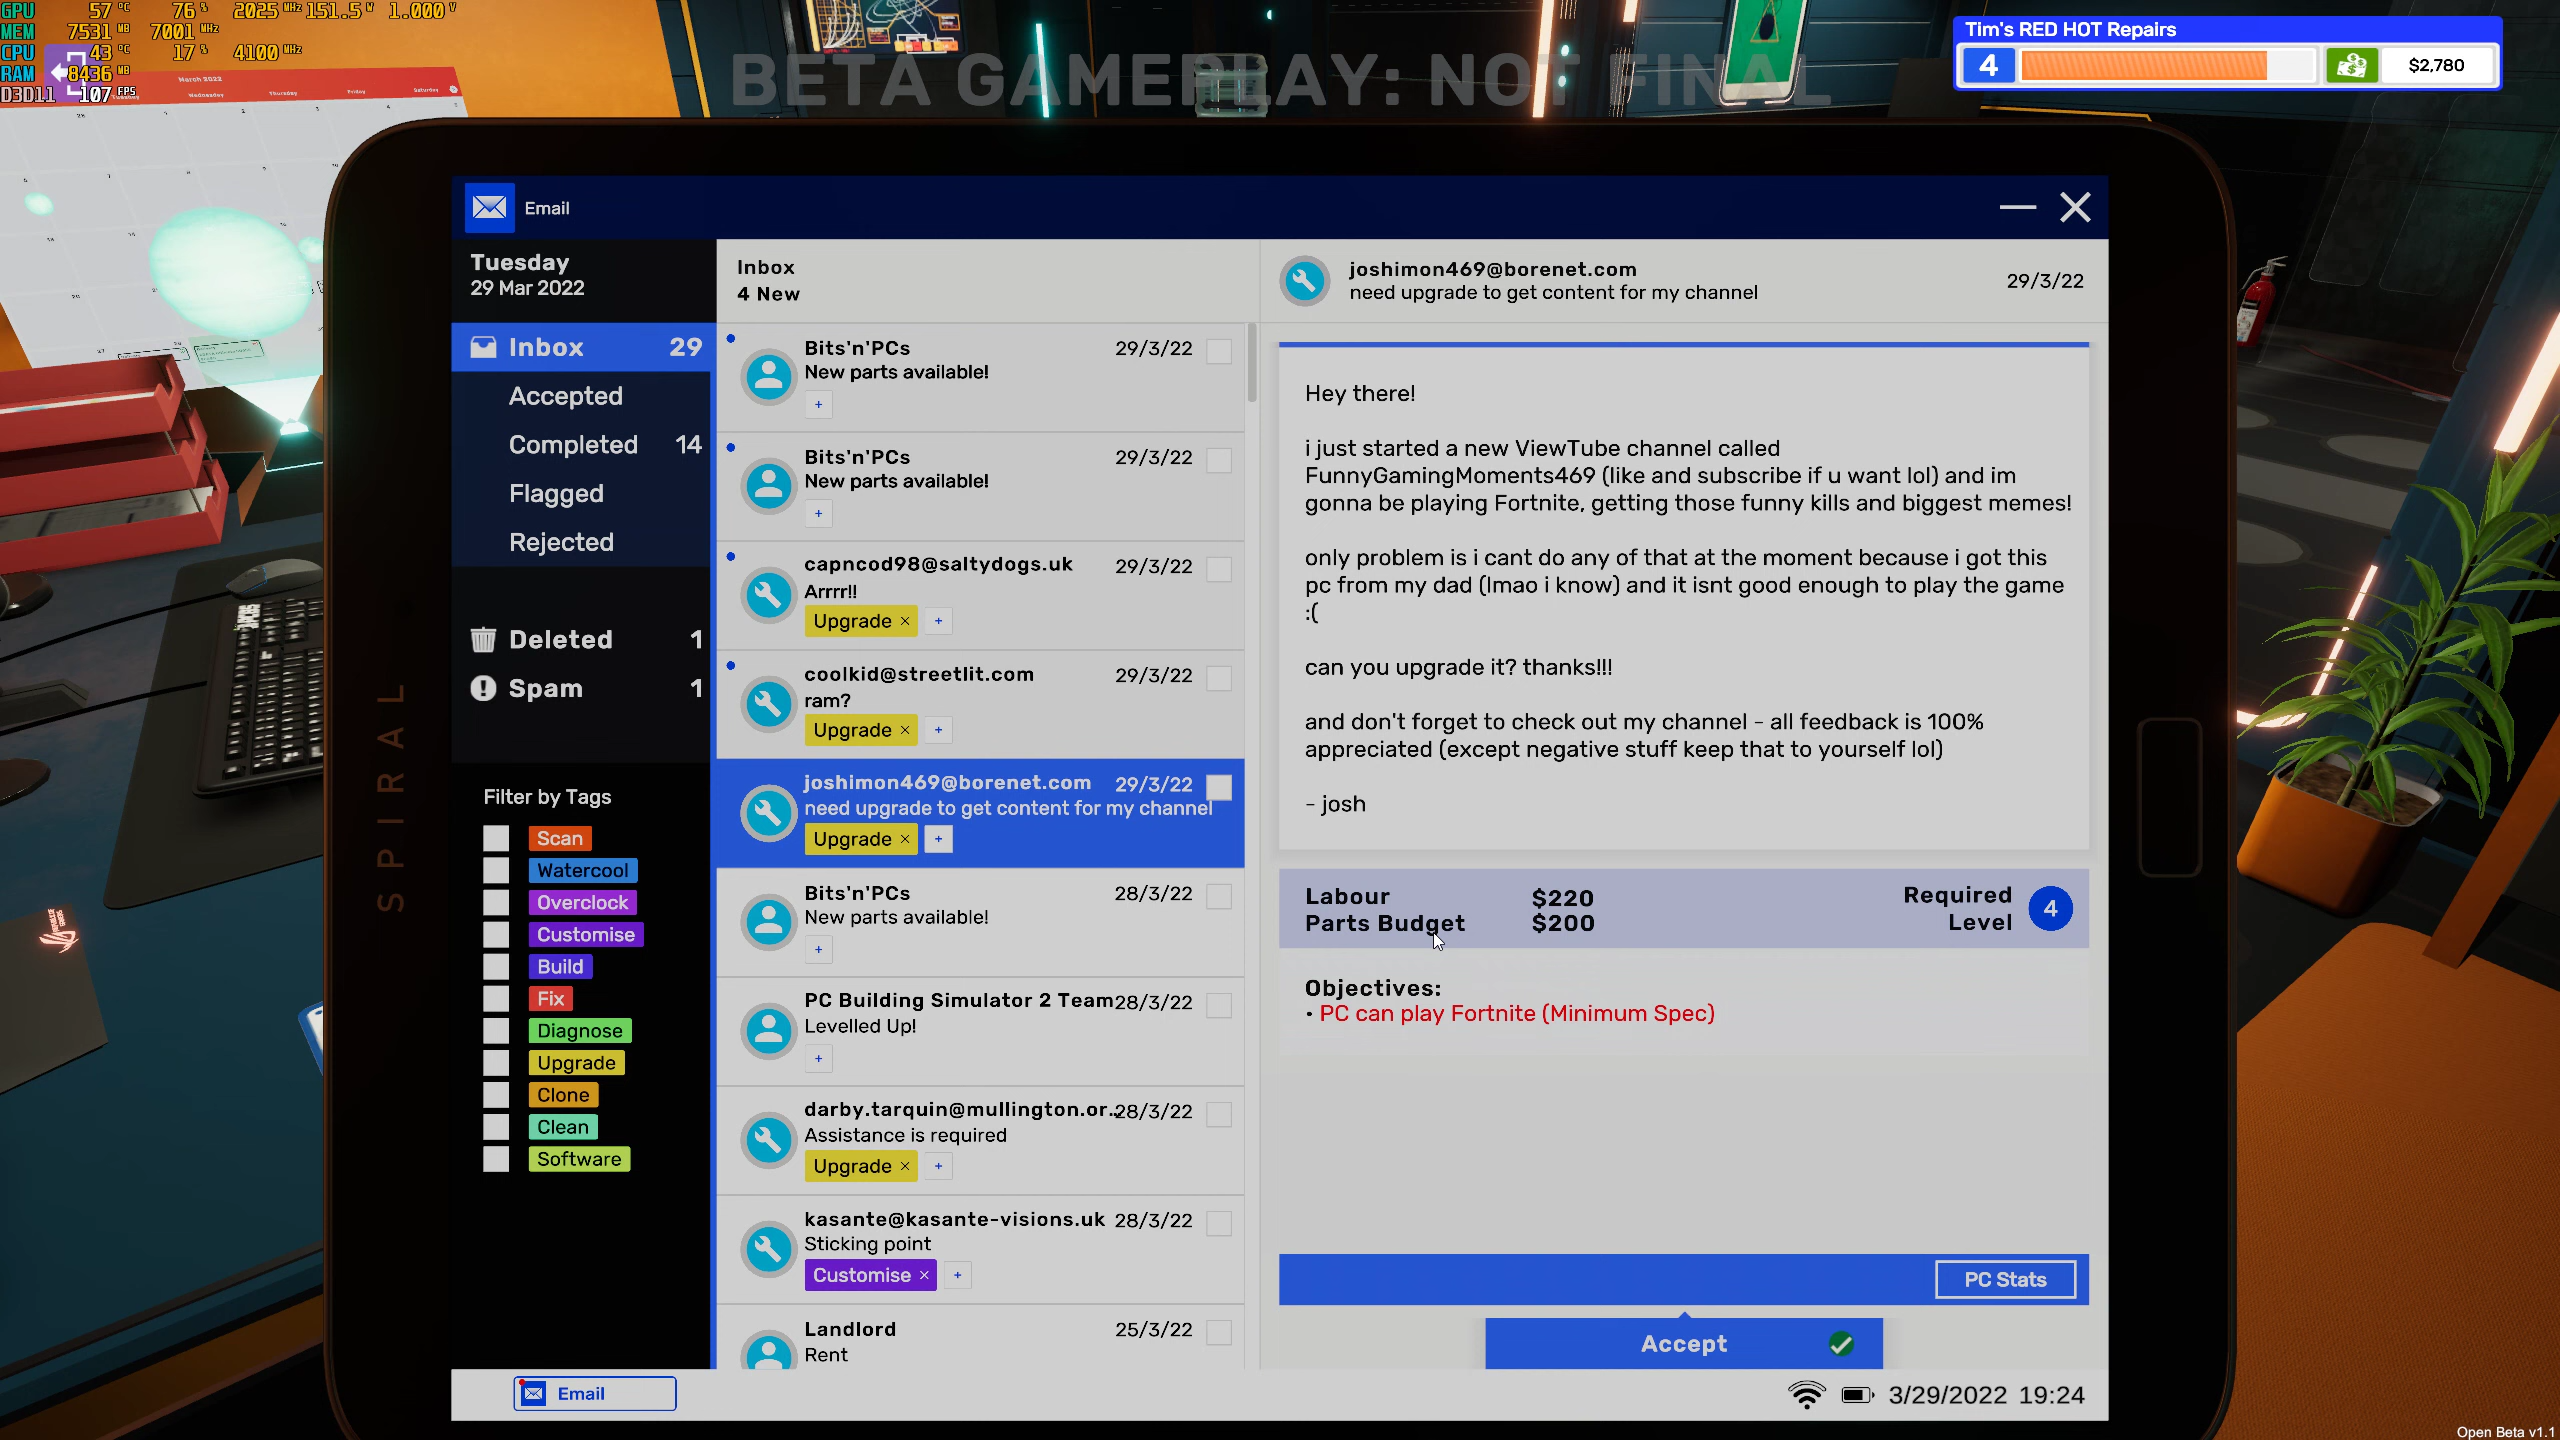 GPU 57 °C 76 % 2025 MHz 151.5 W 1.000 V
MEM 7531 MB 7001 MHz
CPU 43 °C 17 % 4100 MHz
RAM 8436 MB
D3D11 107 FPS
March 2022
Wednesday Thursday Friday Saturday
BETA GAMEPLAY: NOT FINAL
Tim's RED HOT Repairs
4 $2,780
SPIRAL
Email
Tuesday
29 Mar 2022
Inbox 29
Accepted
Completed 14
Flagged
Rejected
Deleted 1
Spam 1
Filter by Tags
Scan
Watercool
Overclock
Customise
Build
Fix
Diagnose
Upgrade
Clone
Clean
Software
Inbox
4 New
Bits'n'PCs 29/3/22
New parts available!
+
Bits'n'PCs 29/3/22
New parts available!
+
capncod98@saltydogs.uk 29/3/22
Arrrr!!
Upgrade × +
coolkid@streetlit.com 29/3/22
ram?
Upgrade × +
joshimon469@borenet.com 29/3/22
need upgrade to get content for my channel
Upgrade × +
Bits'n'PCs 28/3/22
New parts available!
+
PC Building Simulator 2 Team 28/3/22
Levelled Up!
+
darby.tarquin@mullington.or.. 28/3/22
Assistance is required
Upgrade × +
kasante@kasante-visions.uk 28/3/22
Sticking point
Customise × +
Landlord 25/3/22
Rent
joshimon469@borenet.com 29/3/22
need upgrade to get content for my channel
Hey there!
i just started a new ViewTube channel called
FunnyGamingMoments469 (like and subscribe if u want lol) and im
gonna be playing Fortnite, getting those funny kills and biggest memes!
only problem is i cant do any of that at the moment because i got this
pc from my dad (lmao i know) and it isnt good enough to play the game
:(
can you upgrade it? thanks!!!
and don't forget to check out my channel - all feedback is 100%
appreciated (except negative stuff keep that to yourself lol)
- josh
Labour $220
Parts Budget $200
Required
Level 4
Objectives:
• PC can play Fortnite (Minimum Spec)
PC Stats
Accept
Email
3/29/2022 19:24
Open Beta v1.1